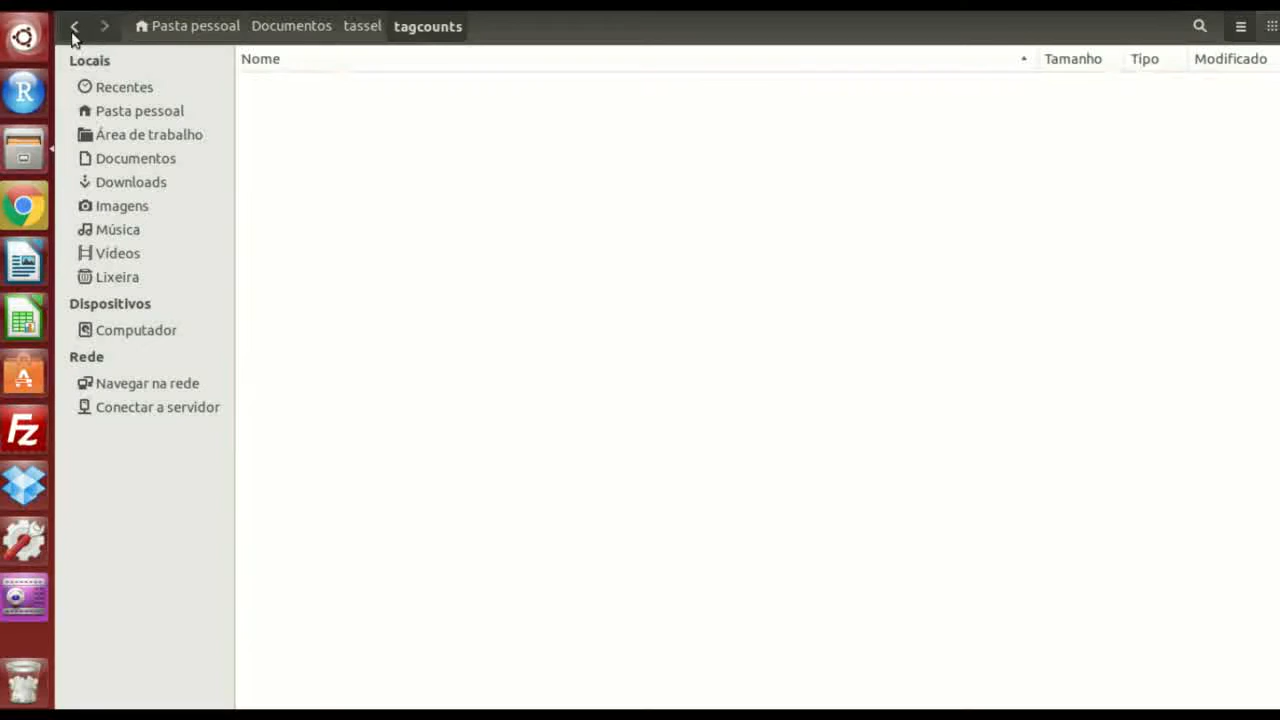 Pasta pessoal Documentos tassel tagcounts
Locais
Recentes
Pasta pessoal
Área de trabalho
Documentos
Downloads
Imagens
Música
Vídeos
Lixeira
Dispositivos
Computador
Rede
Navegar na rede
Conectar a servidor
Nome Tamanho Tipo Modificado
R
A
FZ